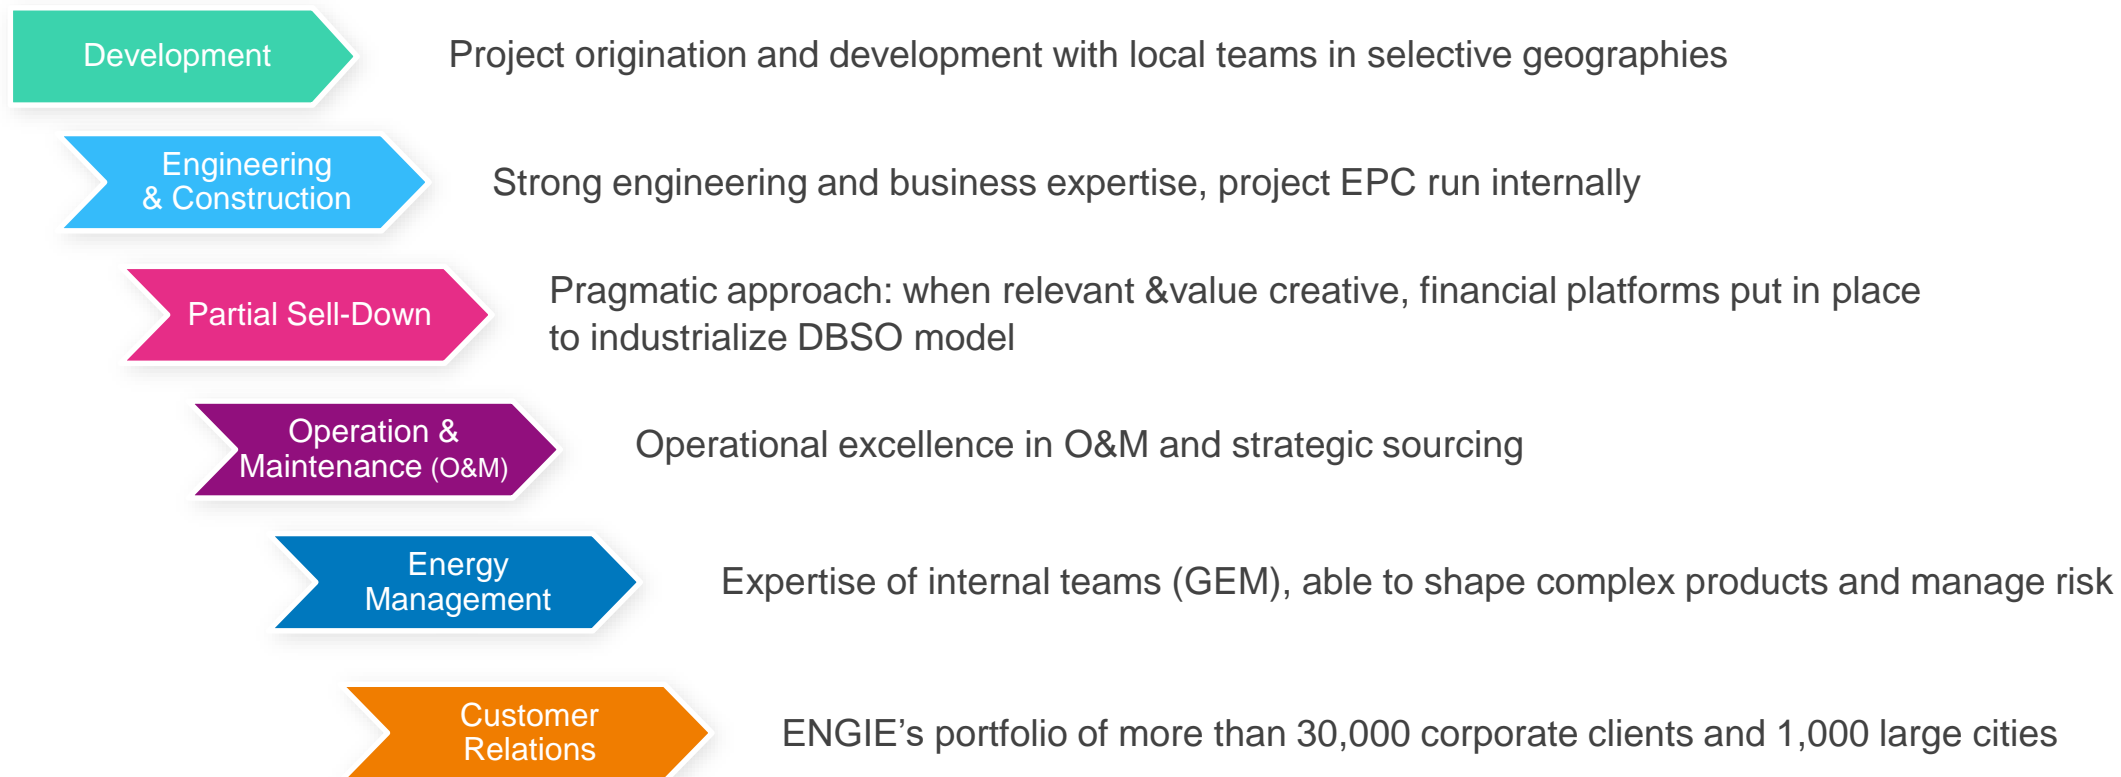 Development
Project origination and development with local teams in selective geographies
Engineering
& Construction
Strong engineering and business expertise, project EPC run internally
Partial Sell-Down
Pragmatic approach: when relevant &value creative, financial platforms put in place
to industrialize DBSO model
Operation &
Maintenance (O&M)
Operational excellence in O&M and strategic sourcing
Energy
Management
Expertise of internal teams (GEM), able to shape complex products and manage risk
Customer
Relations
ENGIE’s portfolio of more than 30,000 corporate clients and 1,000 large cities